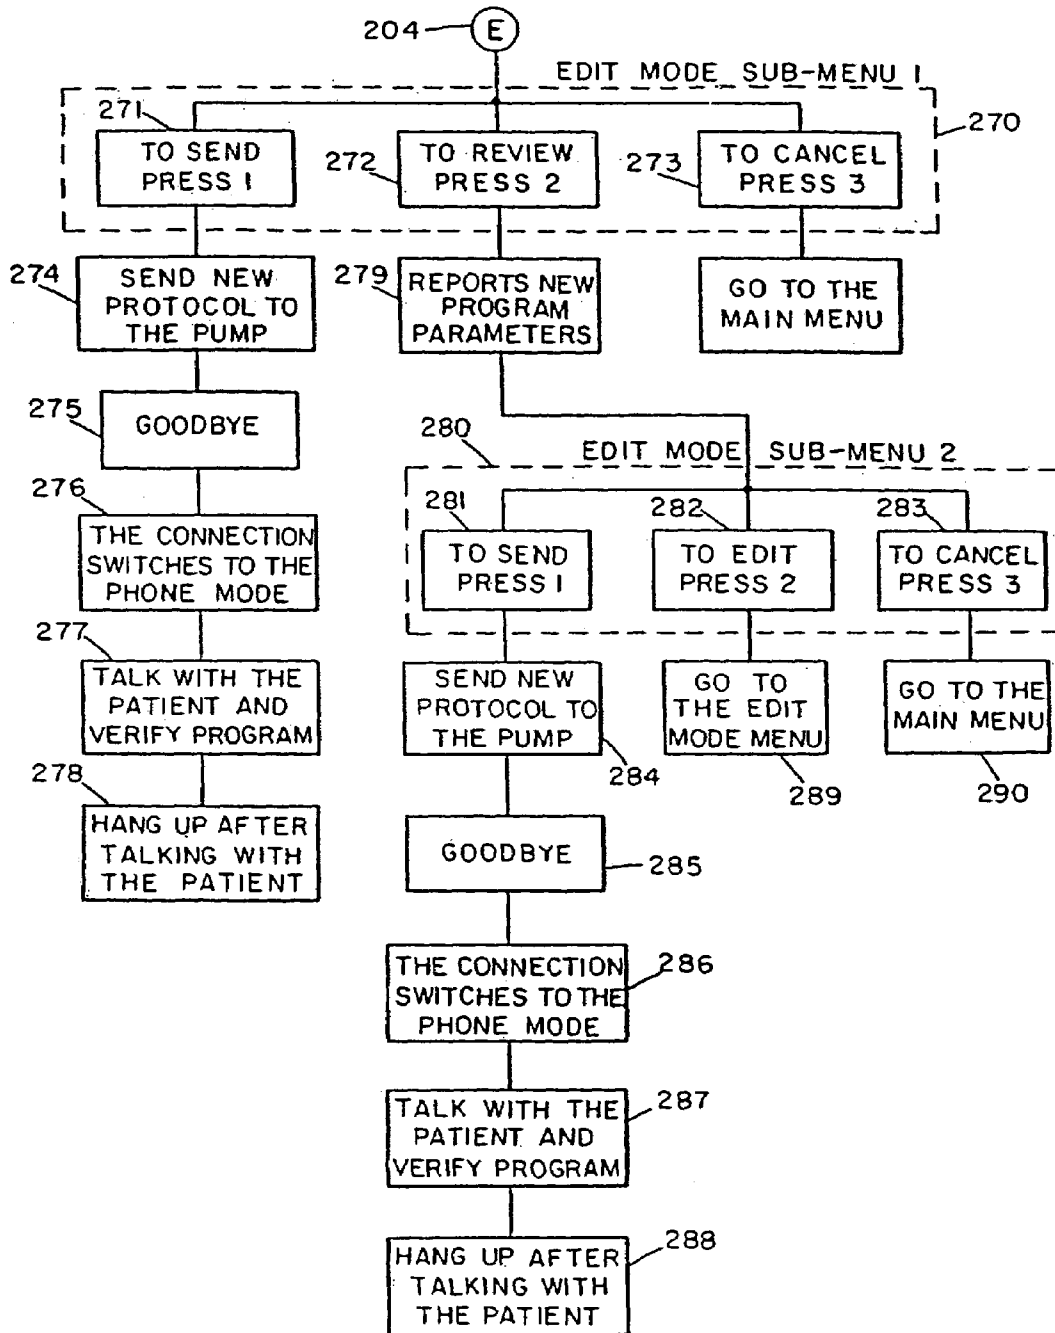 204
E
EDIT MODE SUB-MENU 1
270
271
TO SEND
PRESS 1
272
TO REVIEW
PRESS 2
273
TO CANCEL
PRESS 3
274
SEND NEW
PROTOCOL TO
THE PUMP
279
REPORTS NEW
PROGRAM
PARAMETERS
GO TO THE
MAIN MENU
275
GOODBYE
276
THE CONNECTION
SWITCHES TO THE
PHONE MODE
277
TALK WITH THE
PATIENT AND
VERIFY PROGRAM
278
HANG UP AFTER
TALKING WITH
THE PATIENT
280
EDIT MODE SUB-MENU 2
281
TO SEND
PRESS 1
282
TO EDIT
PRESS 2
283
TO CANCEL
PRESS 3
SEND NEW
PROTOCOL TO
THE PUMP
284
GO TO
THE EDIT
MODE MENU
289
GO TO THE
MAIN MENU
290
GOODBYE
285
THE CONNECTION
SWITCHES TO THE
PHONE MODE
286
TALK WITH THE
PATIENT AND
VERIFY PROGRAM
287
HANG UP AFTER
TALKING WITH
THE PATIENT
288